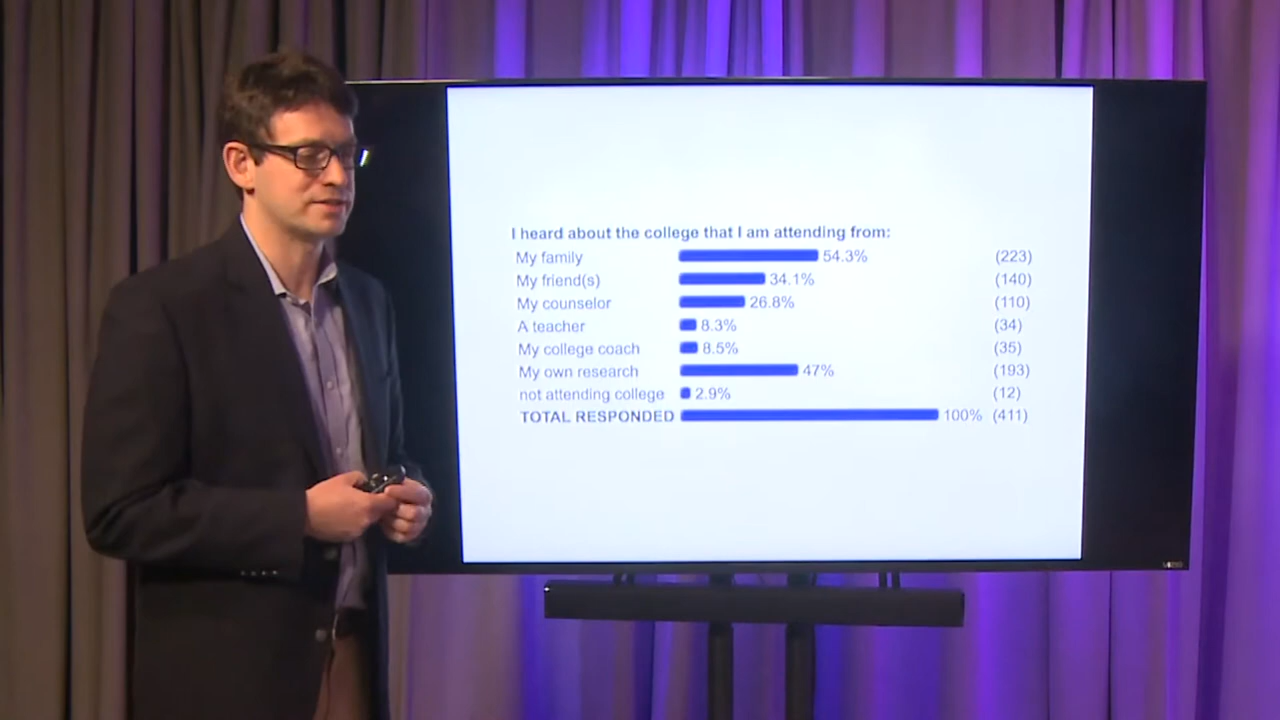 I heard about the college that I am attending from:
My family 54.3% (223)
My friend(s) 34.1% (140)
My counselor 26.8% (110)
A teacher 8.3% (34)
My college coach 8.5% (35)
My own research 47% (193)
not attending college 2.9% (12)
TOTAL RESPONDED 100% (411)
VIZIO